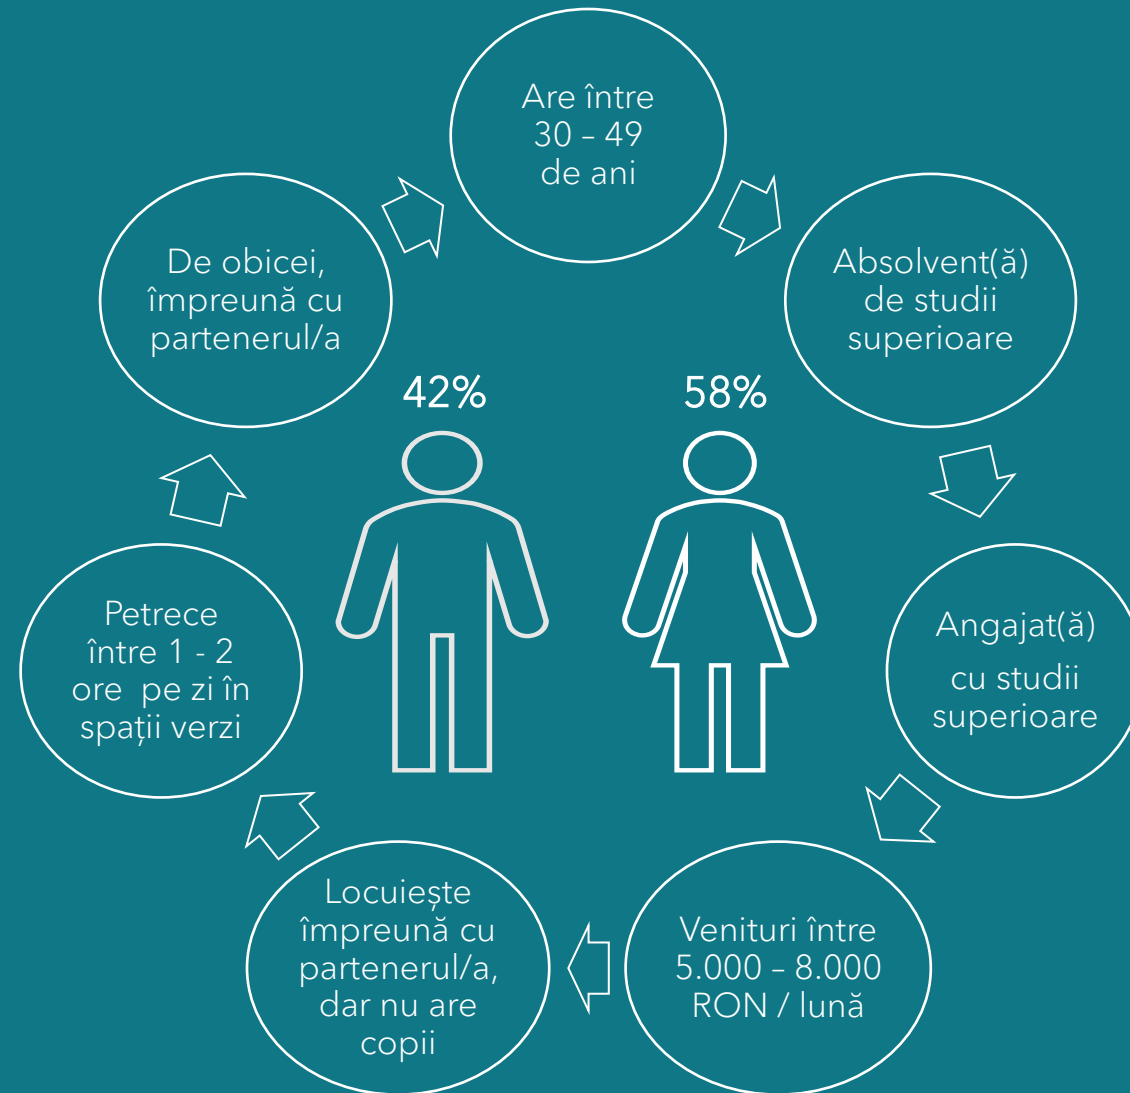 Are între
30 – 49
de ani
Absolvent(ă)
de studii
superioare
Angajat(ă)
cu studii
superioare
Venituri între
5.000 – 8.000
RON / lună
Locuiește
împreună cu
partenerul/a,
dar nu are
copii
Petrece
între 1 - 2
ore pe zi în
spații verzi
De obicei,
împreună cu
partenerul/a
42%
58%